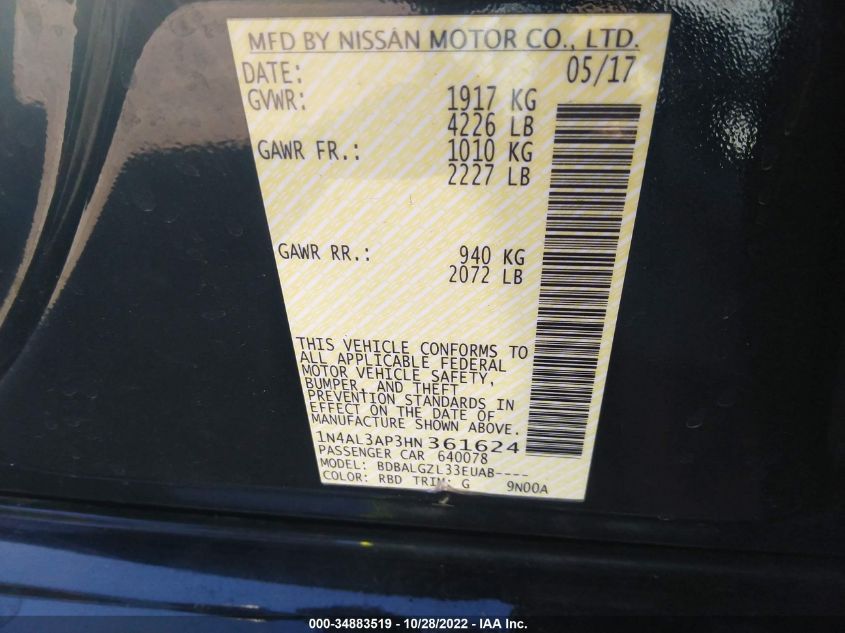 MFD BY NISSAN MOTOR CO., LTD.
DATE: 05/17
GVWR: 1917 KG
4226 LB
GAWR FR.: 1010 KG
2227 LB
GAWR RR.: 940 KG
2072 LB
THIS VEHICLE CONFORMS TO
ALL APPLICABLE FEDERAL
MOTOR VEHICLE SAFETY,
BUMPER, AND THEFT
PREVENTION STANDARDS IN
EFFECT ON THE DATE OF
MANUFACTURE SHOWN ABOVE.
1N4AL3AP3HN361624
PASSENGER CAR 640078
MODEL: BDBALGZL33EUAB----
COLOR: RBD TRIM: G 9N00A
000-34883519 - 10/28/2022 - IAA Inc.